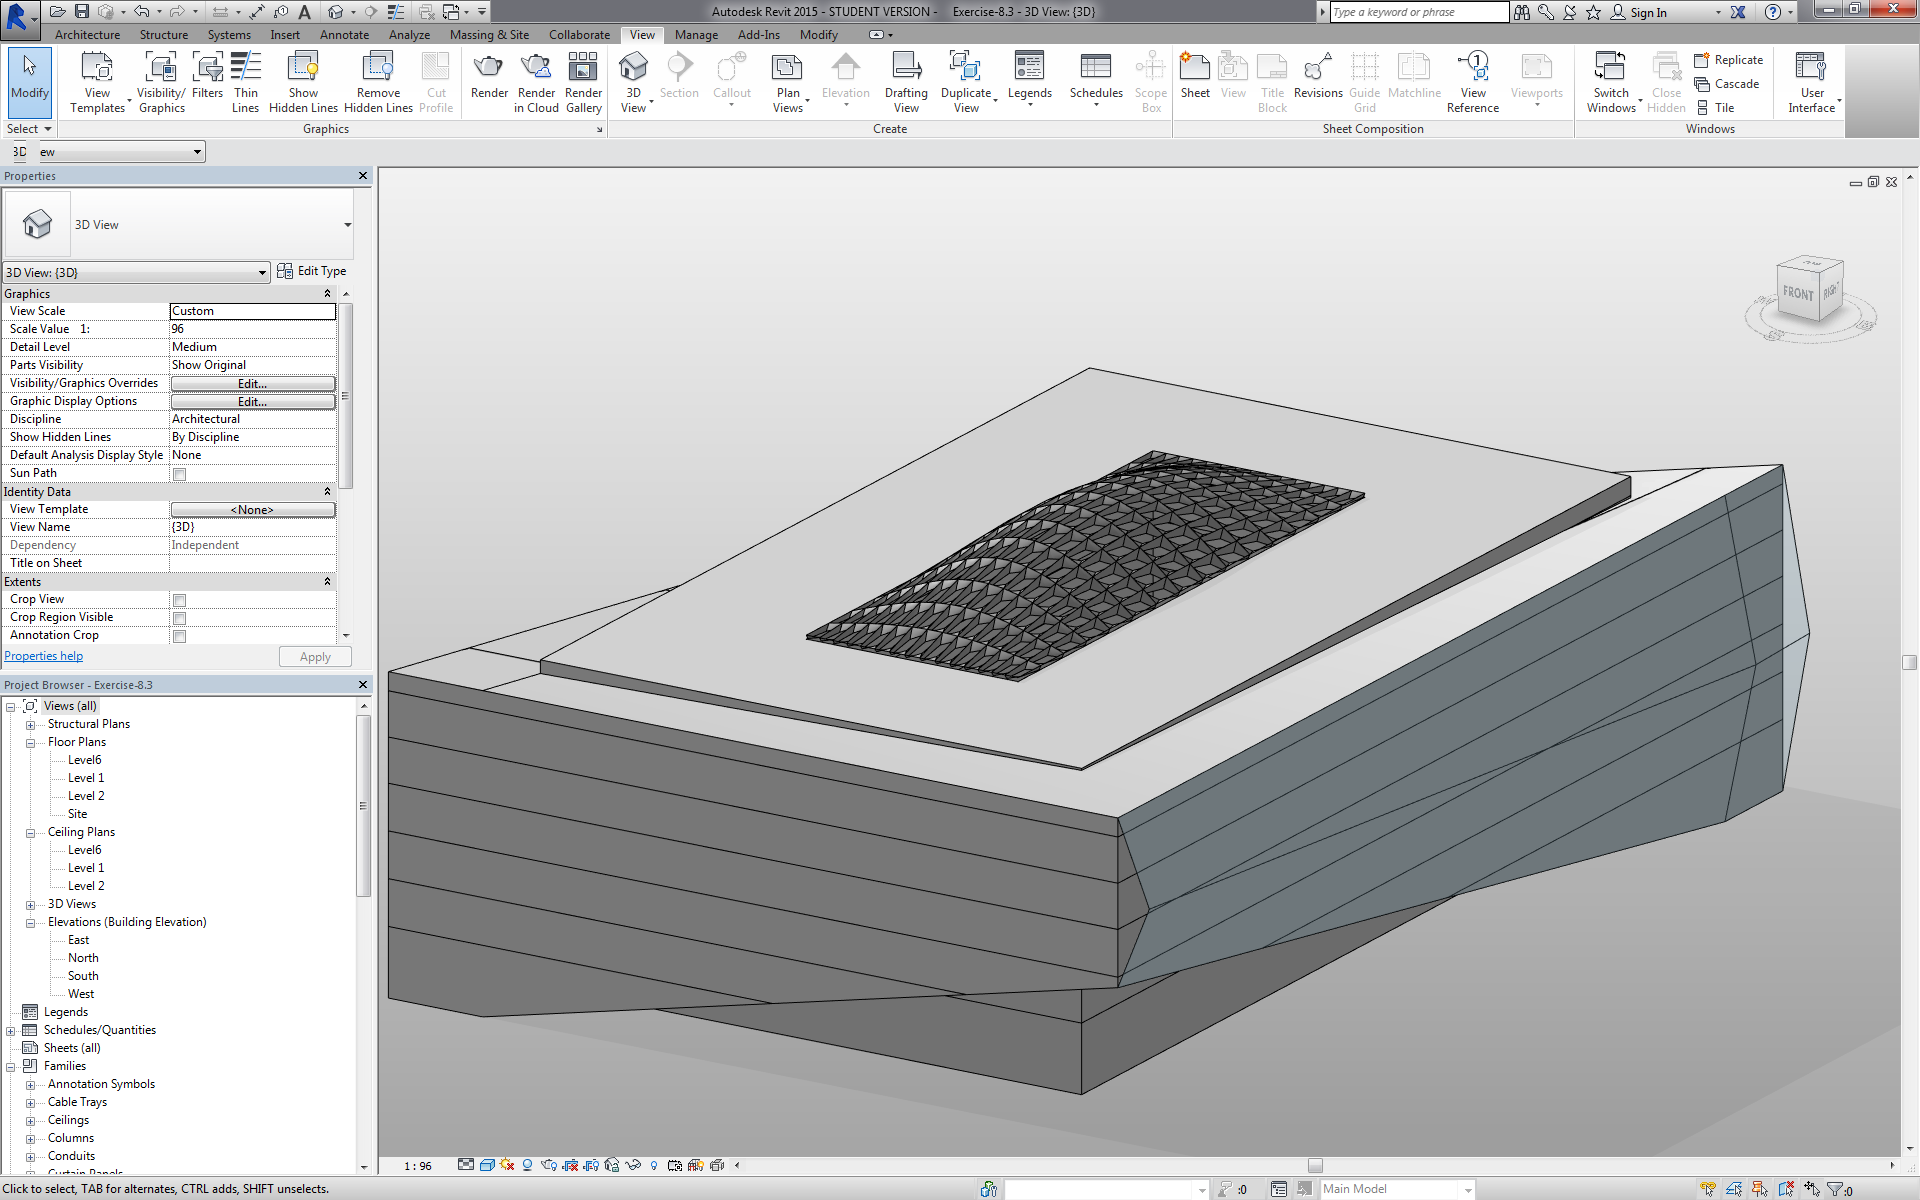 Autodesk Revit 2015 - STUDENT VERSION - Exercise-8.3 - 3D View: {3D}
Type a keyword or phrase
Sign In
Architecture Structure Systems Insert Annotate Analyze Massing & Site Collaborate View Manage Add-Ins Modify
Modify
View Templates
Visibility/ Graphics
Filters
Thin Lines
Show Hidden Lines
Remove Hidden Lines
Cut Profile
Render
Render in Cloud
Render Gallery
3D View
Section
Callout
Plan Views
Elevation
Drafting View
Duplicate View
Legends
Schedules
Scope Box
Sheet
View
Title Block
Revisions
Guide Grid
Matchline
View Reference
Viewports
Switch Windows
Close Hidden
Replicate
Cascade
Tile
User Interface
Select
Graphics
Create
Sheet Composition
Windows
3D ew
Properties
3D View
3D View: {3D}
Edit Type
Graphics
View Scale Custom
Scale Value 1: 96
Detail Level Medium
Parts Visibility Show Original
Visibility/Graphics Overrides Edit...
Graphic Display Options Edit...
Discipline Architectural
Show Hidden Lines By Discipline
Default Analysis Display Style None
Sun Path
Identity Data
View Template <None>
View Name {3D}
Dependency Independent
Title on Sheet
Extents
Crop View
Crop Region Visible
Annotation Crop
Properties help
Apply
Project Browser - Exercise-8.3
Views (all)
Structural Plans
Floor Plans
Level6
Level 1
Level 2
Site
Ceiling Plans
Level6
Level 1
Level 2
3D Views
Elevations (Building Elevation)
East
North
South
West
Legends
Schedules/Quantities
Sheets (all)
Families
Annotation Symbols
Cable Trays
Ceilings
Columns
Conduits
Curtain Panels
FRONT
RIGHT
1 : 96
Click to select, TAB for alternates, CTRL adds, SHIFT unselects.
:0
Main Model
:0